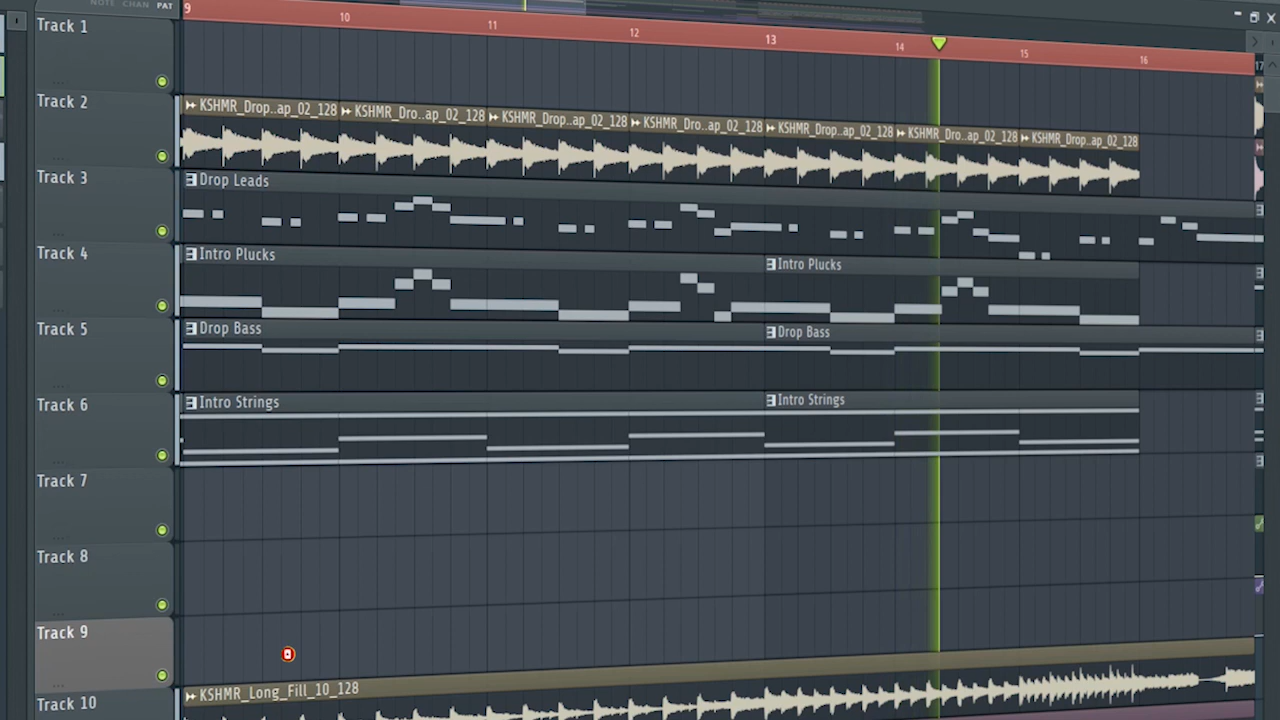 NOTE CHAN PAT
9 10 11 12 13 14 15 16 17
Track 1
Track 2
KSHMR_Drop..ap_02_128 KSHMR_Dro..ap_02_128 KSHMR_Drop..ap_02_128 KSHMR_Dro..ap_02_128 KSHMR_Drop..ap_02_128 KSHMR_Dro..ap_02_128 KSHMR_Drop..ap_02_128
Track 3
Drop Leads
Track 4
Intro Plucks Intro Plucks
Track 5
Drop Bass Drop Bass
Track 6
Intro Strings Intro Strings
Track 7
Track 8
Track 9
KSHMR_Long_Fill_10_128
Track 10